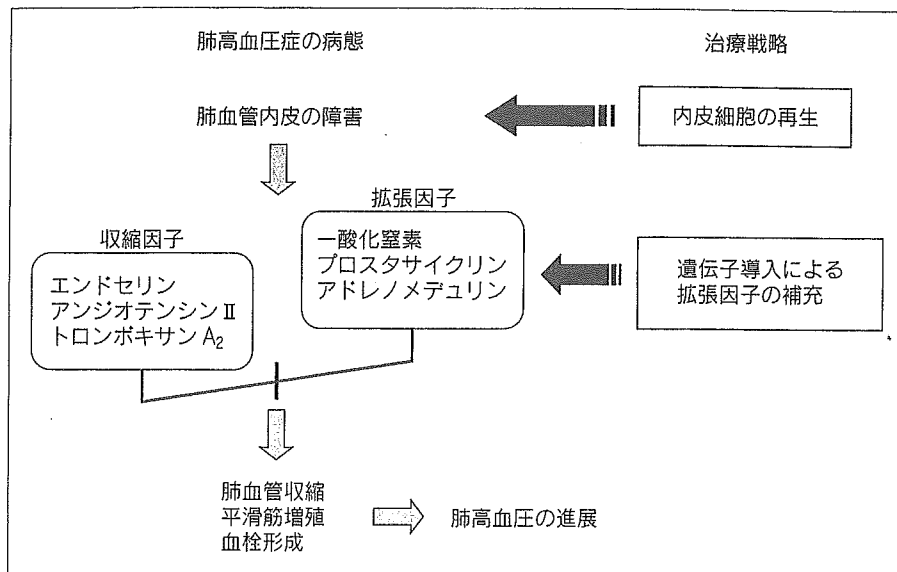 肺高血圧症の病態
治療戦略
肺血管内皮の障害
内皮細胞の再生
収縮因子
エンドセリン
アンジオテンシンⅡ
トロンボキサンA₂
拡張因子
一酸化窒素
プロスタサイクリン
アドレノメデュリン
遺伝子導入による
拡張因子の補充
肺血管収縮
平滑筋増殖
血栓形成
肺高血圧の進展